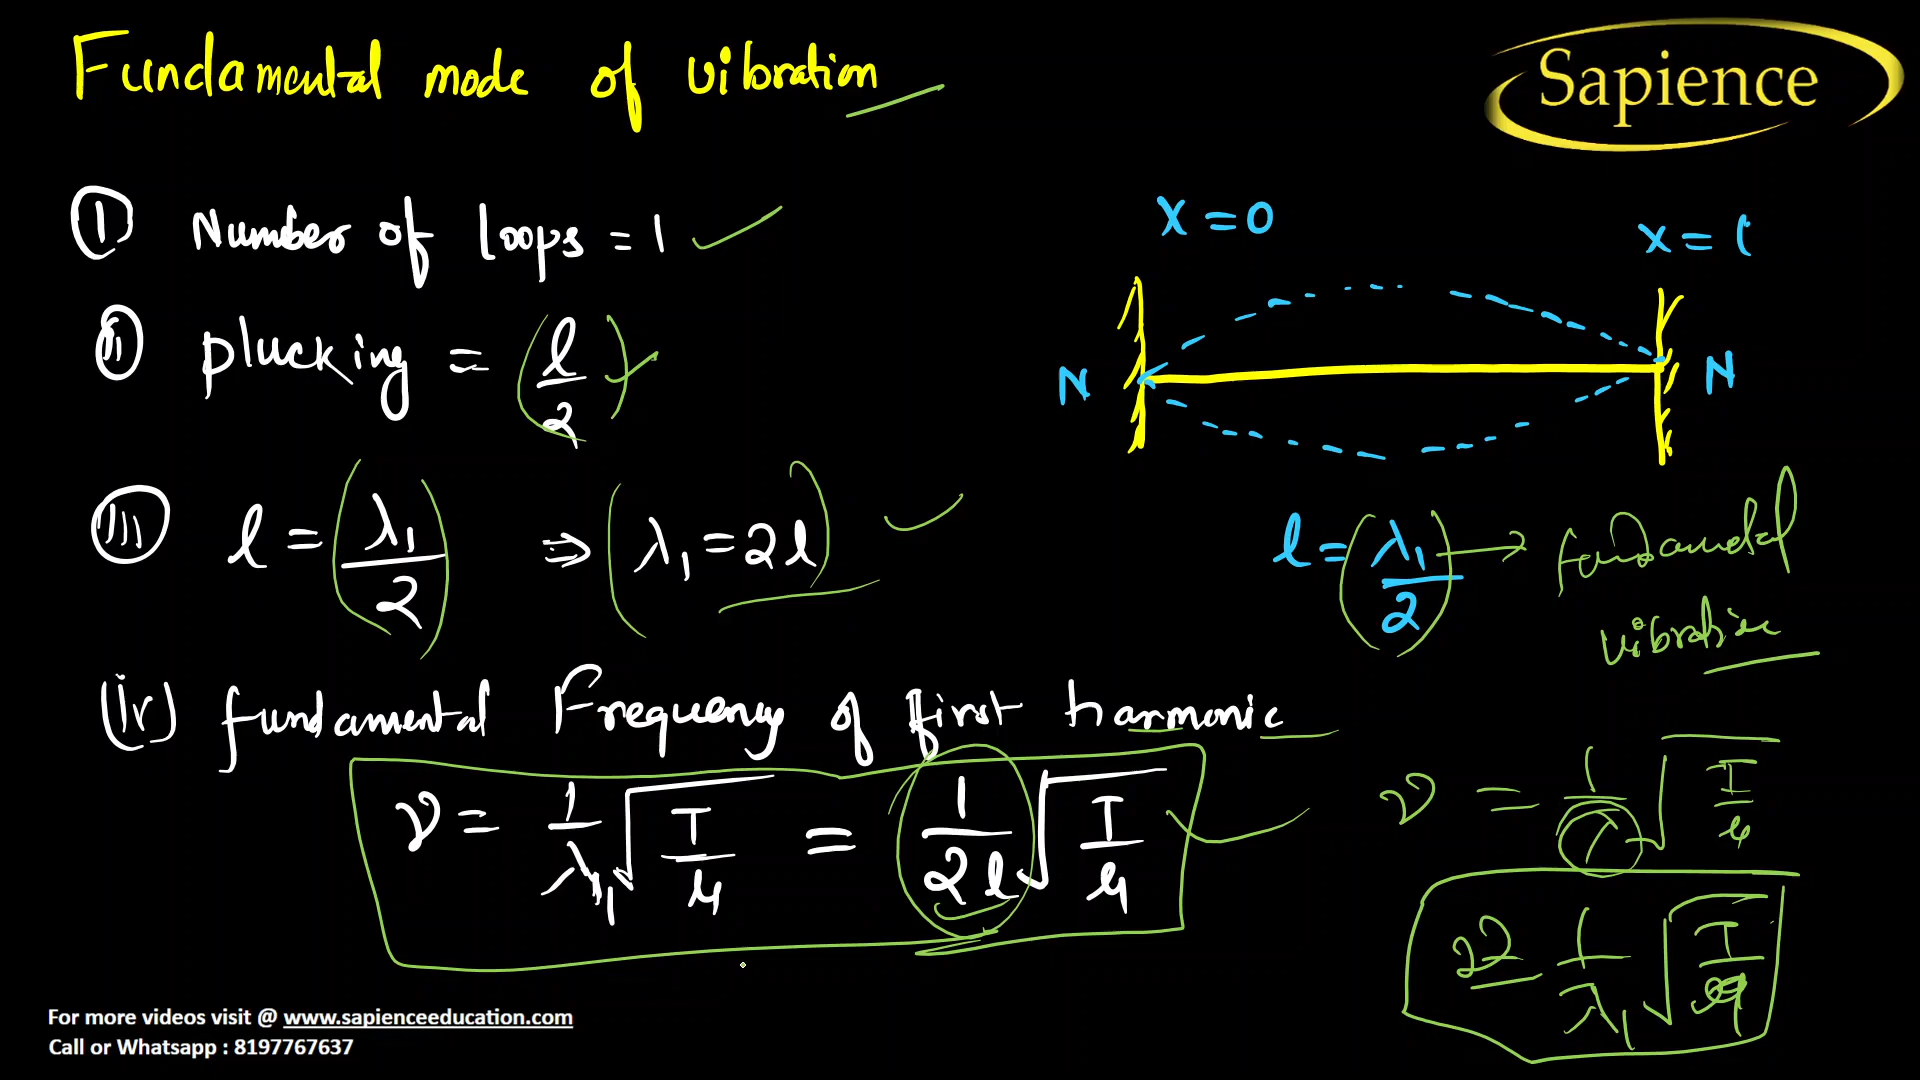 Fundamental mode of vibration
Sapience
(I) Number of loops = 1
(ii) plucking = (l/2)
(III) l = (λ₁/2) ⇒ (λ₁ = 2l)
(iv) fundamental Frequency of first harmonic
ν = 1/λ₁ √(T/μ) = 1/2l √(T/μ)
x = 0
x = l
N
N
l = (λ₁/2) → fundamental
vibration
ν = 1/λ √(T/μ)
ν = 1/λ₁ √(T/μ)
For more videos visit @ www.sapienceeducation.com
Call or Whatsapp : 8197767637